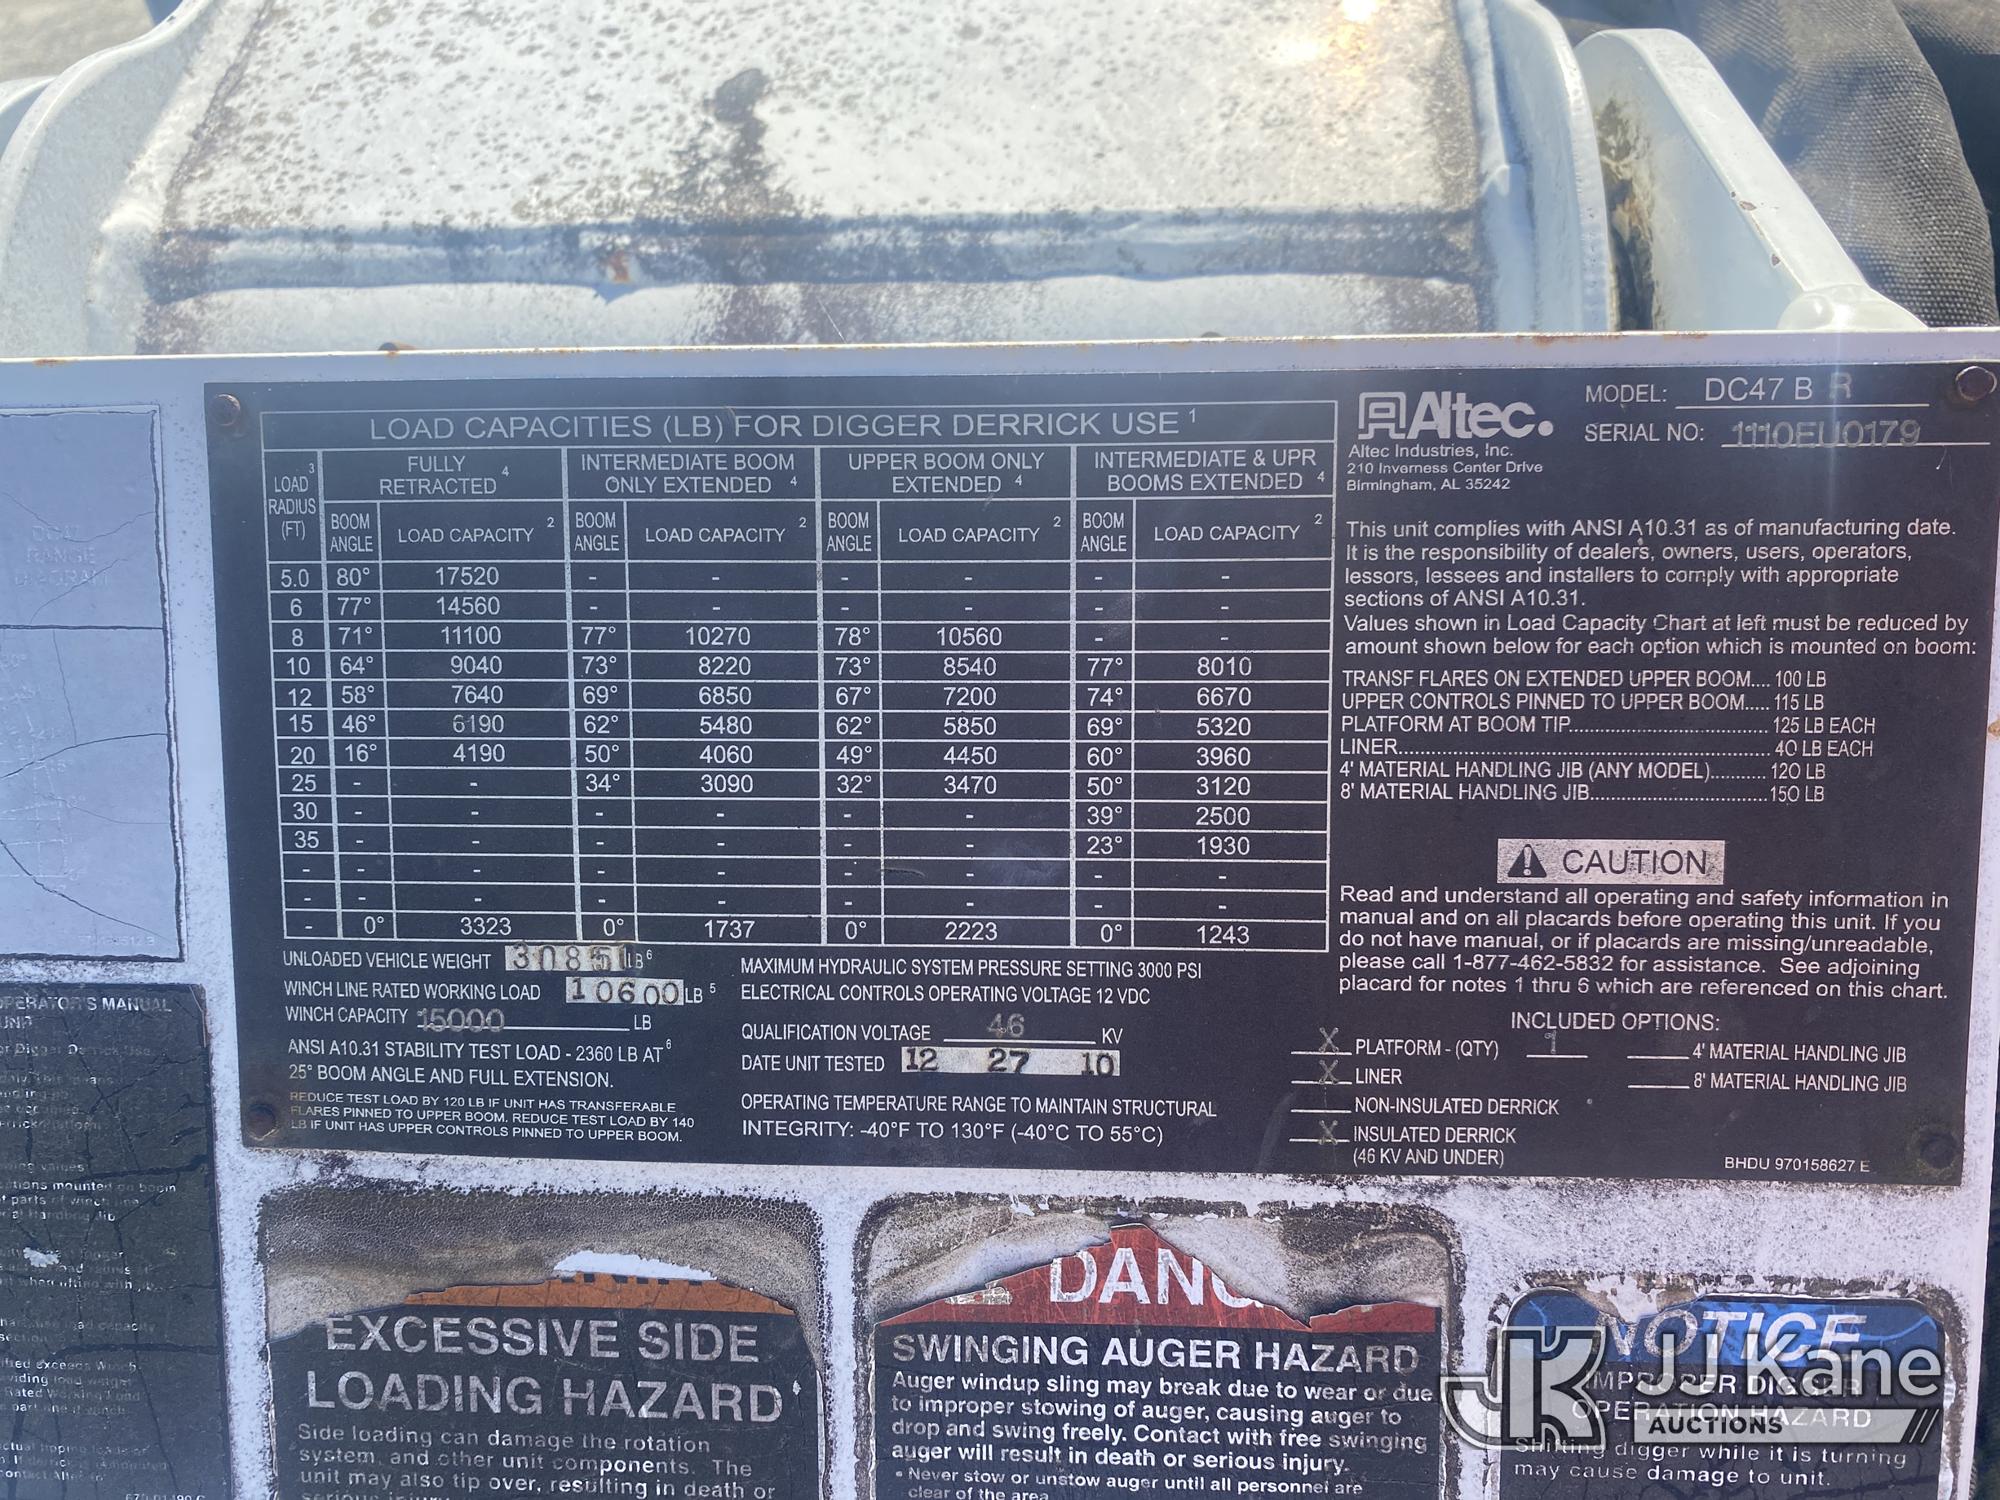 LOAD CAPACITIES (LB) FOR DIGGER DERRICK USE 1
LOAD 3 RADIUS (FT)
FULLY RETRACTED 4
INTERMEDIATE BOOM ONLY EXTENDED 4
UPPER BOOM ONLY EXTENDED 4
INTERMEDIATE & UPR BOOMS EXTENDED 4
BOOM ANGLE LOAD CAPACITY 2 BOOM ANGLE LOAD CAPACITY 2 BOOM ANGLE LOAD CAPACITY 2 BOOM ANGLE LOAD CAPACITY 2
5.0 80° 17520 - - - - - -
6 77° 14560 - - - - - -
8 71° 11100 77° 10270 78° 10560 - -
10 64° 9040 73° 8220 73° 8540 77° 8010
12 58° 7640 69° 6850 67° 7200 74° 6670
15 46° 6190 62° 5480 62° 5850 69° 5320
20 16° 4190 50° 4060 49° 4450 60° 3960
25 - - 34° 3090 32° 3470 50° 3120
30 - - - - - - 39° 2500
35 - - - - - - 23° 1930
- - - - - - - - -
- - - - - - - - -
- 0° 3323 0° 1737 0° 2223 0° 1243
UNLOADED VEHICLE WEIGHT 30851 LB 6
WINCH LINE RATED WORKING LOAD 10600 LB 5
WINCH CAPACITY 15000 LB
ANSI A10.31 STABILITY TEST LOAD - 2360 LB AT 6
25° BOOM ANGLE AND FULL EXTENSION.
REDUCE TEST LOAD BY 120 LB IF UNIT HAS TRANSFERABLE
FLARES PINNED TO UPPER BOOM. REDUCE TEST LOAD BY 140
LB IF UNIT HAS UPPER CONTROLS PINNED TO UPPER BOOM.
MAXIMUM HYDRAULIC SYSTEM PRESSURE SETTING 3000 PSI
ELECTRICAL CONTROLS OPERATING VOLTAGE 12 VDC
QUALIFICATION VOLTAGE 46 KV
DATE UNIT TESTED 12 27 10
OPERATING TEMPERATURE RANGE TO MAINTAIN STRUCTURAL
INTEGRITY: -40°F TO 130°F (-40°C TO 55°C)
Altec.
Altec Industries, Inc.
210 Inverness Center Drive
Birmingham, AL 35242
MODEL: DC47 B R
SERIAL NO: 1110EU0179
This unit complies with ANSI A10.31 as of manufacturing date.
It is the responsibility of dealers, owners, users, operators,
lessors, lessees and installers to comply with appropriate
sections of ANSI A10.31.
Values shown in Load Capacity Chart at left must be reduced by
amount shown below for each option which is mounted on boom:
TRANSF FLARES ON EXTENDED UPPER BOOM.... 100 LB
UPPER CONTROLS PINNED TO UPPER BOOM..... 115 LB
PLATFORM AT BOOM TIP.................... 125 LB EACH
LINER................................... 40 LB EACH
4' MATERIAL HANDLING JIB (ANY MODEL)........... 120 LB
8' MATERIAL HANDLING JIB................... 150 LB
CAUTION
Read and understand all operating and safety information in
manual and on all placards before operating this unit. If you
do not have manual, or if placards are missing/unreadable,
please call 1-877-462-5832 for assistance. See adjoining
placard for notes 1 thru 6 which are referenced on this chart.
INCLUDED OPTIONS:
X PLATFORM - (QTY) 1
X LINER
NON-INSULATED DERRICK
X INSULATED DERRICK
(46 KV AND UNDER)
4' MATERIAL HANDLING JIB
8' MATERIAL HANDLING JIB
BHDU 970158627 E
RANGE
DIAGRAM
OPERATOR'S MANUAL
EXCESSIVE SIDE
LOADING HAZARD
Side loading can damage the rotation
system, and other unit components. The
unit may also tip over, resulting in death or
DANG
SWINGING AUGER HAZARD
Auger windup sling may break due to wear or due
to improper stowing of auger, causing auger to
drop and swing freely. Contact with free swinging
auger will result in death or serious injury.
• Never stow or unstow auger until all personnel are
clear of the area
NOTICE
IMPROPER DIGGER
OPERATION HAZARD
Shifting digger while it is turning
may cause damage to unit.
JK
JJ Kane
AUCTIONS